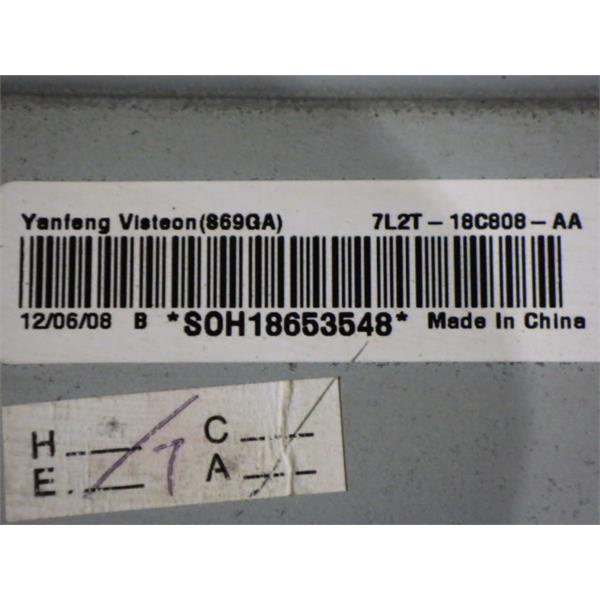 Yanfeng Visteon(S69GA) 7L2T-18C808-AA
12/06/08 B *SOH18653548* Made In China
H C
E A